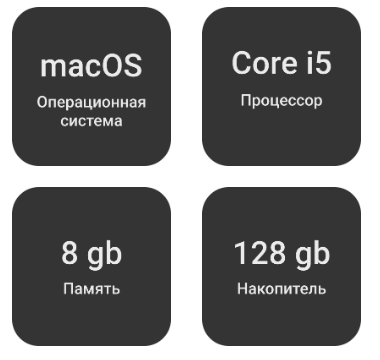 macOS
Операционная
система
Core i5
Процессор
8 gb
Память
128 gb
Накопитель